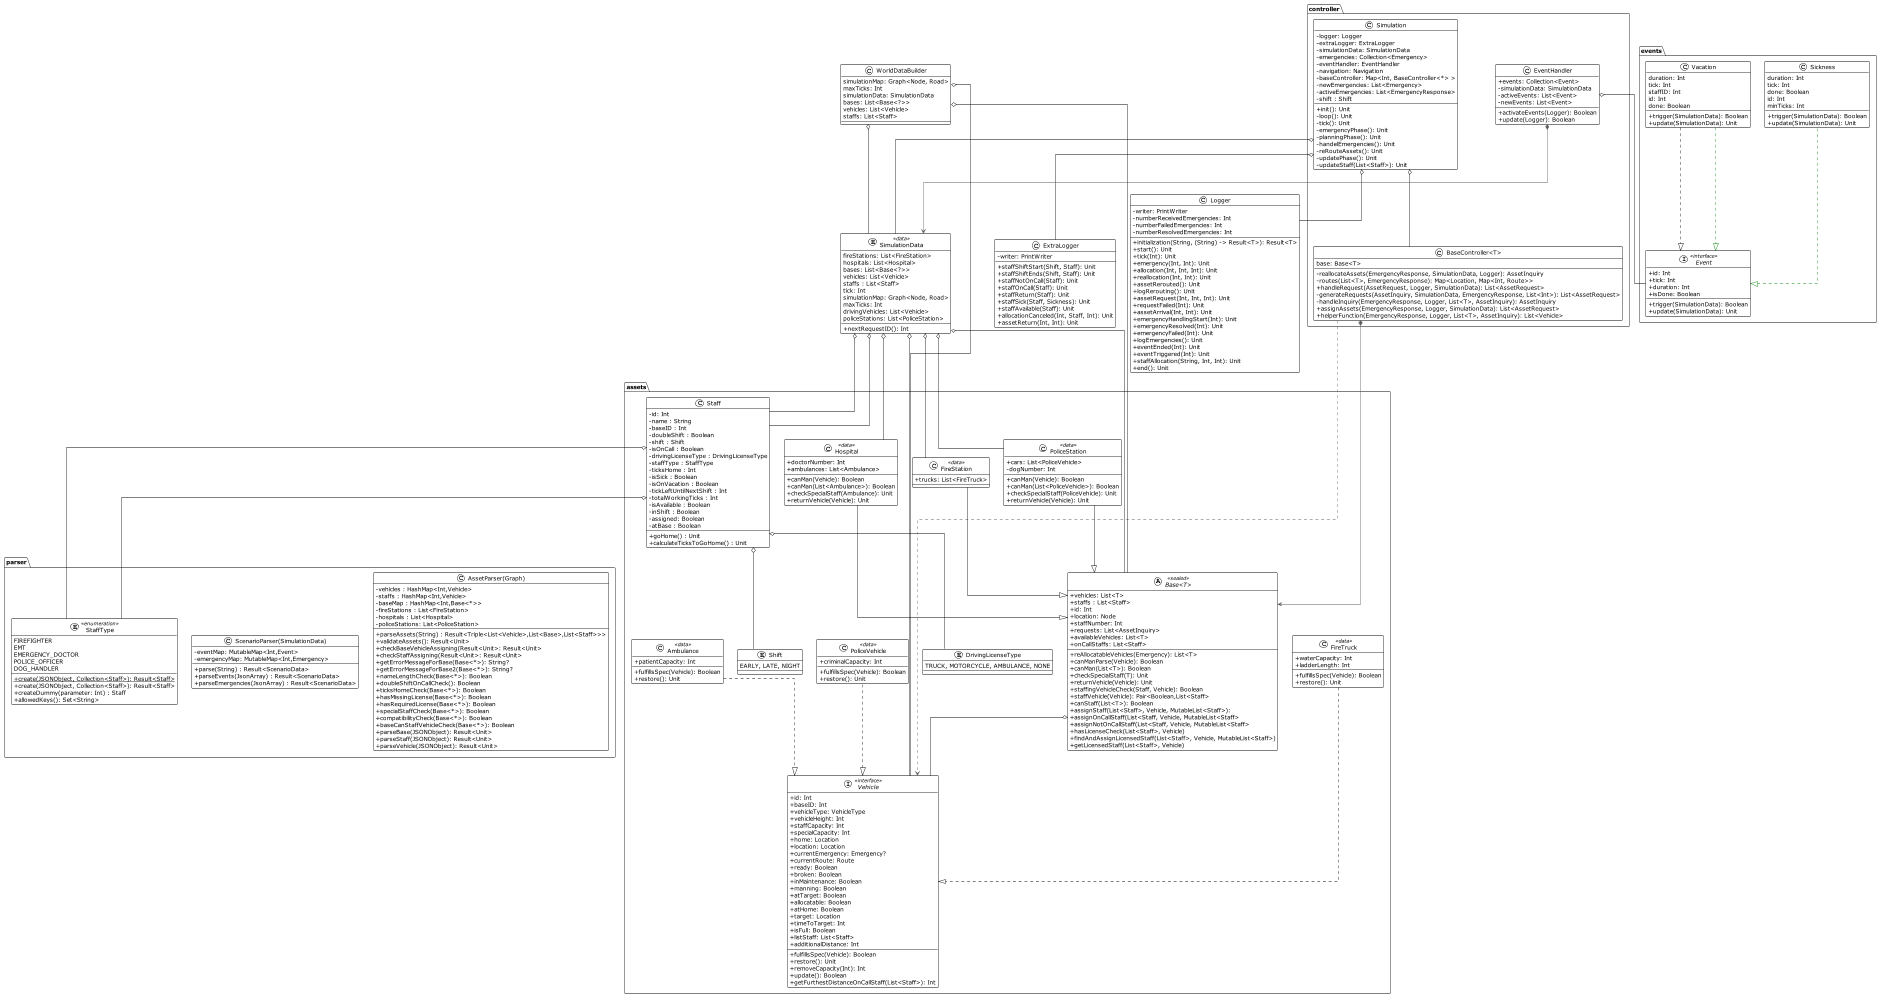 controller
C Simulation
-logger: Logger
-extraLogger: ExtraLogger
-simulationData: SimulationData
-emergencies: Collection<Emergency>
-eventHandler: EventHandler
-navigation: Navigation
-baseController: Map<Int, BaseController<*> >
-newEmergencies: List<Emergency>
-activeEmergencies: List<EmergencyResponse>
-shift : Shift
+init(): Unit
-loop(): Unit
-tick(): Unit
-emergencyPhase(): Unit
-planningPhase(): Unit
-handelEmergencies(): Unit
-reRouteAssets(): Unit
-updatePhase(): Unit
-updateStaff(List<Staff>): Unit
C EventHandler
+events: Collection<Event>
-simulationData: SimulationData
-activeEvents: List<Event>
-newEvents: List<Event>
+activateEvents(Logger): Boolean
+update(Logger): Boolean
C BaseController<T>
base: Base<T>
-reallocateAssets(EmergencyResponse, SimulationData, Logger): AssetInquiry
-routes(List<T>, EmergencyResponse): Map<Location, Map<Int, Route>>
+handleRequest(AssetRequest, Logger, SimulationData): List<AssetRequest>
-generateRequests(AssetInquiry, SimulationData, EmergencyResponse, List<Int>): List<AssetRequest>
-handleInquiry(EmergencyResponse, Logger, List<T>, AssetInquiry): AssetInquiry
+assignAssets(EmergencyResponse, Logger, SimulationData): List<AssetRequest>
+helperFunction(EmergencyResponse, Logger, List<T>, AssetInquiry): List<Vehicle>
events
C Vacation
duration: Int
tick: Int
staffID: Int
id: Int
done: Boolean
+trigger(SimulationData): Boolean
+update(SimulationData): Unit
C Sickness
duration: Int
tick: Int
done: Boolean
id: Int
minTicks: Int
+trigger(SimulationData): Boolean
+update(SimulationData): Unit
I «interface»
Event
+id: Int
+tick: Int
+duration: Int
+isDone: Boolean
+trigger(SimulationData): Boolean
+update(SimulationData): Unit
C WorldDataBuilder
simulationMap: Graph<Node, Road>
maxTicks: Int
simulationData: SimulationData
bases: List<Base<?>>
vehicles: List<Vehicle>
staffs: List<Staff>
«data»
SimulationData
fireStations: List<FireStation>
hospitals: List<Hospital>
bases: List<Base<?>>
vehicles: List<Vehicle>
staffs : List<Staff>
tick: Int
simulationMap: Graph<Node, Road>
maxTicks: Int
drivingVehicles: List<Vehicle>
policeStations: List<PoliceStation>
+nextRequestID(): Int
C ExtraLogger
-writer: PrintWriter
+staffShiftStart(Shift, Staff): Unit
+staffShiftEnds(Shift, Staff): Unit
+staffNotOnCall(Staff): Unit
+staffOnCall(Staff): Unit
+staffReturn(Staff): Unit
+staffSick(Staff, Sickness): Unit
+staffAvailable(Staff): Unit
+allocationCanceled(Int, Staff, Int): Unit
+assetReturn(Int, Int): Unit
C Logger
-writer: PrintWriter
-numberReceivedEmergencies: Int
-numberFailedEmergencies: Int
-numberResolvedEmergencies: Int
+initialization(String, (String) -> Result<T>): Result<T>
+start(): Unit
+tick(Int): Unit
+emergency(Int, Int): Unit
+allocation(Int, Int, Int): Unit
+reallocation(Int, Int): Unit
+assetRerouted(): Unit
+logRerouting(): Unit
+assetRequest(Int, Int, Int): Unit
+requestFailed(Int): Unit
+assetArrival(Int, Int): Unit
+emergencyHandlingStart(Int): Unit
+emergencyResolved(Int): Unit
+emergencyFailed(Int): Unit
+logEmergencies(): Unit
+eventEnded(Int): Unit
+eventTriggered(Int): Unit
+staffAllocation(String, Int, Int): Unit
+end(): Unit
assets
C Staff
-id: Int
-name : String
-baseID : Int
-doubleShift : Boolean
-shift : Shift
-isOnCall : Boolean
-drivingLicenseType : DrivingLicenseType
-staffType : StaffType
-ticksHome : Int
-isSick : Boolean
-isOnVacation : Boolean
-tickLeftUntilNextShift : Int
-totalWorkingTicks : Int
-isAvailable : Boolean
-inShift : Boolean
-assigned: Boolean
-atBase : Boolean
+goHome() : Unit
+calculateTicksToGoHome() : Unit
C «data»
Hospital
+doctorNumber: Int
+ambulances: List<Ambulance>
+canMan(Vehicle): Boolean
+canMan(List<Ambulance>): Boolean
+checkSpecialStaff(Ambulance): Unit
+returnVehicle(Vehicle): Unit
C «data»
FireStation
+trucks: List<FireTruck>
C «data»
PoliceStation
+cars: List<PoliceVehicle>
-dogNumber: Int
+canMan(Vehicle): Boolean
+canMan(List<PoliceVehicle>): Boolean
+checkSpecialStaff(PoliceVehicle): Unit
+returnVehicle(Vehicle): Unit
A «sealed»
Base<T>
+vehicles: List<T>
+staffs : List<Staff>
+id: Int
+location: Node
+staffNumber: Int
+requests: List<AssetInquiry>
+availableVehicles: List<T>
+onCallStaffs: List<Staff>
+reAllocatableVehicles(Emergency): List<T>
+canManParse(Vehicle): Boolean
+canMan(List<T>): Boolean
+checkSpecialStaff(T): Unit
+returnVehicle(Vehicle): Unit
+staffingVehicleCheck(Staff, Vehicle): Boolean
+staffVehicle(Vehicle): Pair<Boolean,List<Staff>
+canStaff(List<T>): Boolean
+assignStaff(List<Staff>, Vehicle, MutableList<Staff>):
+assignOnCallStaff(List<Staff, Vehicle, MutableList<Staff>
+assignNotOnCallStaff(List<Staff, Vehicle, MutableList<Staff>
+hasLicenseCheck(List<Staff>, Vehicle)
+findAndAssignLicensedStaff(List<Staff>, Vehicle, MutableList<Staff>)
+getLicensedStaff(List<Staff>, Vehicle)
C «data»
Ambulance
+patientCapacity: Int
+fulfillsSpec(Vehicle): Boolean
+restore(): Unit
E Shift
EARLY, LATE, NIGHT
C «data»
PoliceVehicle
+criminalCapacity: Int
+fulfillsSpec(Vehicle): Boolean
+restore(): Unit
E DrivingLicenseType
TRUCK, MOTORCYCLE, AMBULANCE, NONE
C «data»
FireTruck
+waterCapacity: Int
+ladderLength: Int
+fulfillsSpec(Vehicle): Boolean
+restore(): Unit
I «interface»
Vehicle
+id: Int
+baseID: Int
+vehicleType: VehicleType
+vehicleHeight: Int
+staffCapacity: Int
+specialCapacity: Int
+home: Location
+location: Location
+currentEmergency: Emergency?
+currentRoute: Route
+ready: Boolean
+broken: Boolean
+inMaintenance: Boolean
+manning: Boolean
+atTarget: Boolean
+allocatable: Boolean
+atHome: Boolean
+target: Location
+timeToTarget: Int
+isFull: Boolean
+listStaff: List<Staff>
+additionalDistance: Int
+fulfillsSpec(Vehicle): Boolean
+restore(): Unit
+removeCapacity(Int): Int
+update(): Boolean
+getFurthestDistanceOnCallStaff(List<Staff>): Int
parser
E «enumeration»
StaffType
FIREFIGHTER
EMT
EMERGENCY_DOCTOR
POLICE_OFFICER
DOG_HANDLER
+create(JSONObject, Collection<Staff>): Result<Staff>
+create(JSONObject, Collection<Staff>): Result<Staff>
+createDummy(parameter: Int) : Staff
+allowedKeys(): Set<String>
C ScenarioParser(SimulationData)
-eventMap: MutableMap<Int,Event>
-emergencyMap: MutableMap<Int,Emergency>
+parse(String) : Result<ScenarioData>
+parseEvents(JsonArray) : Result<ScenarioData>
+parseEmergencies(JsonArray) : Result<ScenarioData>
C AssetParser(Graph)
-vehicles : HashMap<Int,Vehicle>
-staffs : HashMap<Int,Vehicle>
-baseMap : HashMap<Int,Base<*>>
-fireStations : List<FireStation>
-hospitals : List<Hospital>
-policeStations: List<PoliceStation>
+parseAssets(String) : Result<Triple<List<Vehicle>,List<Base>,List<Staff>>>
+validateAssets(): Result<Unit>
+checkBaseVehicleAssigning(Result<Unit>: Result<Unit>
+checkStaffAssigning(Result<Unit>: Result<Unit>
+getErrorMessageForBase(Base<*>): String?
+getErrorMessageForBase2(Base<*>): String?
+nameLengthCheck(Base<*>): Boolean
+doubleShiftOnCallCheck(): Boolean
+ticksHomeCheck(Base<*>): Boolean
+hasMissingLicense(Base<*>): Boolean
+hasRequiredLicense(Base<*>): Boolean
+specialStaffCheck(Base<*>): Boolean
+compatibilityCheck(Base<*>): Boolean
+baseCanStaffVehicleCheck(Base<*>): Boolean
+parseBase(JSONObject): Result<Unit>
+parseStaff(JSONObject): Result<Unit>
+parseVehicle(JSONObject): Result<Unit>